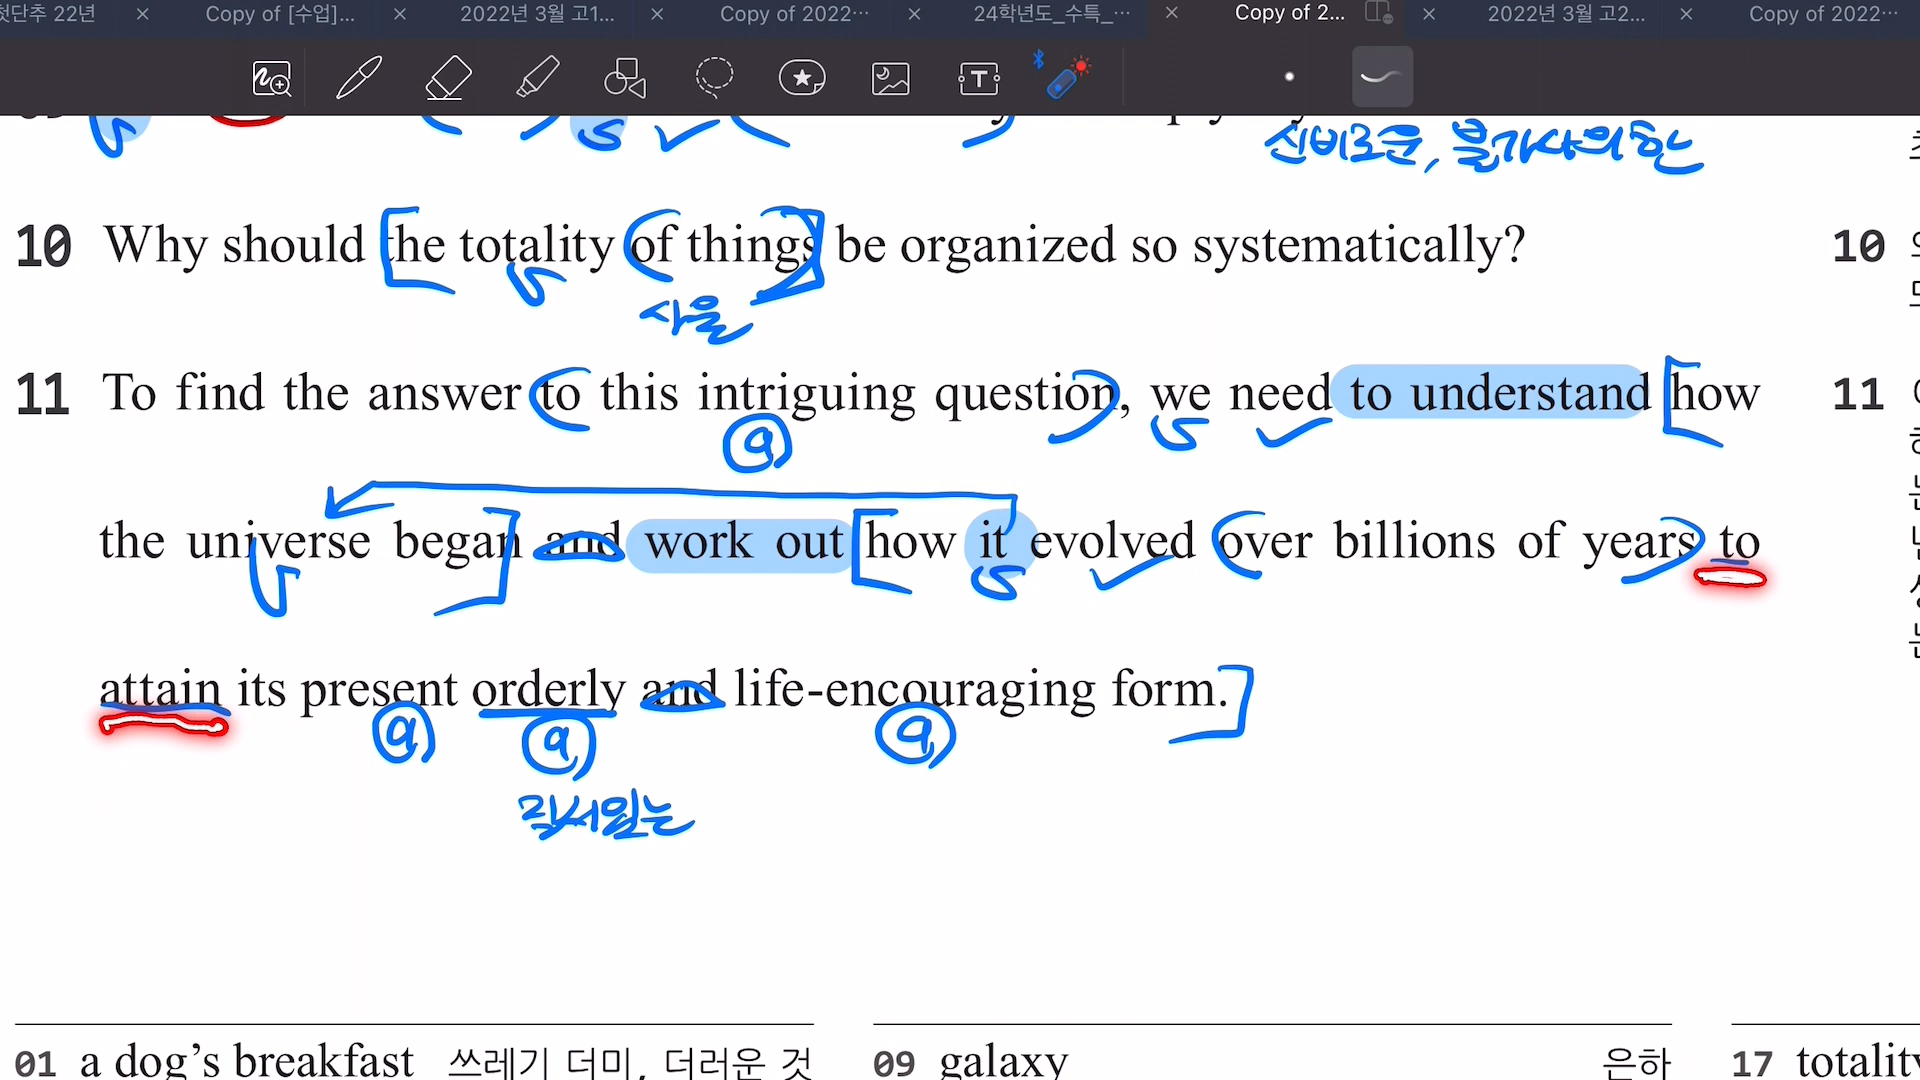 첫단추 22년
Copy of [수업]...
2022년 3월 고1...
Copy of 2022...
24학년도_수특_...
Copy of 2...
2022년 3월 고2...
Copy of 2022...
신비로운, 불가사의한
10 Why should the totality of things be organized so systematically?
10
사물
11 To find the answer to this intriguing question, we need to understand how
11
ⓐ
the universe began and work out how it evolved over billions of years to
attain its present orderly and life-encouraging form.
ⓐ ⓐ ⓐ
질서있는
01 a dog's breakfast 쓰레기 더미, 더러운 것
09 galaxy 은하
17 totality